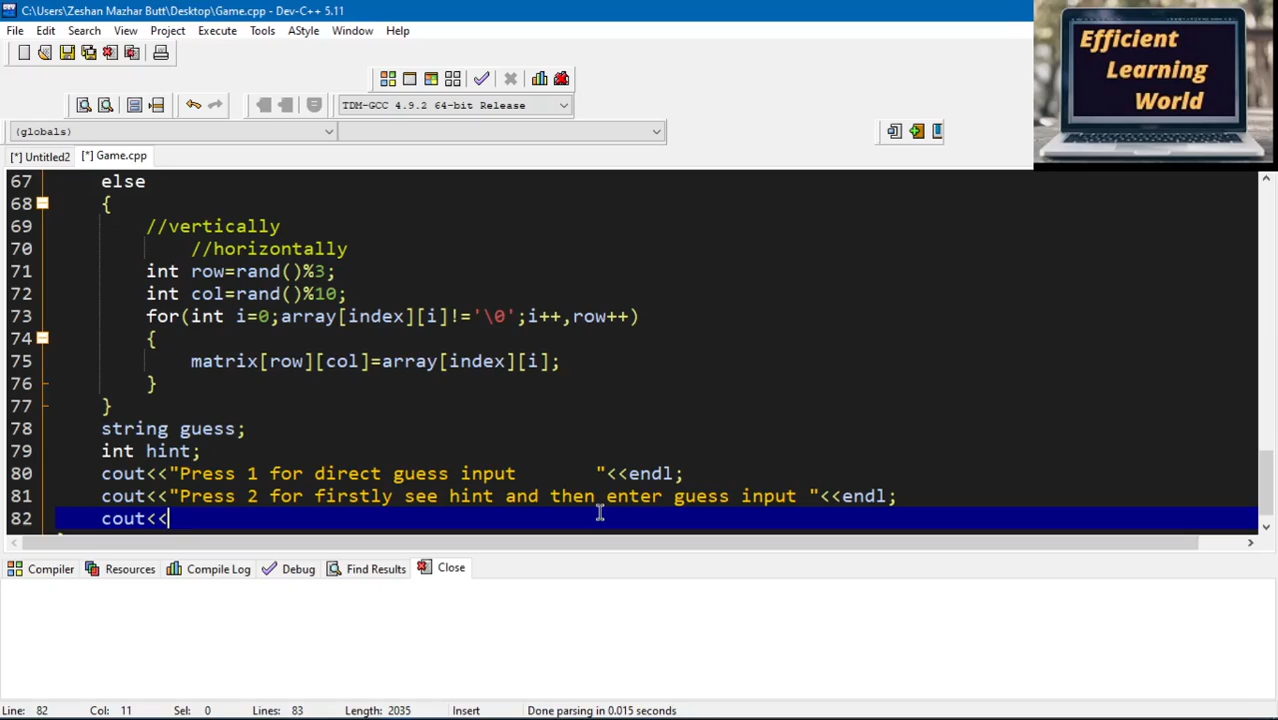 C:\Users\Zeshan Mazhar Butt\Desktop\Game.cpp - Dev-C++ 5.11
File Edit Search View Project Execute Tools AStyle Window Help
TDM-GCC 4.9.2 64-bit Release
(globals)
[*] Untitled2 [*] Game.cpp
Efficient
Learning
World
67 else
68 {
69 //vertically
70 //horizontally
71 int row=rand()%3;
72 int col=rand()%10;
73 for(int i=0;array[index][i]!='\0';i++,row++)
74 {
75 matrix[row][col]=array[index][i];
76 }
77 }
78 string guess;
79 int hint;
80 cout<<"Press 1 for direct guess input       "<<endl;
81 cout<<"Press 2 for firstly see hint and then enter guess input "<<endl;
82 cout<<
Compiler Resources Compile Log Debug Find Results Close
Line: 82 Col: 11 Sel: 0 Lines: 83 Length: 2035 Insert Done parsing in 0.015 seconds